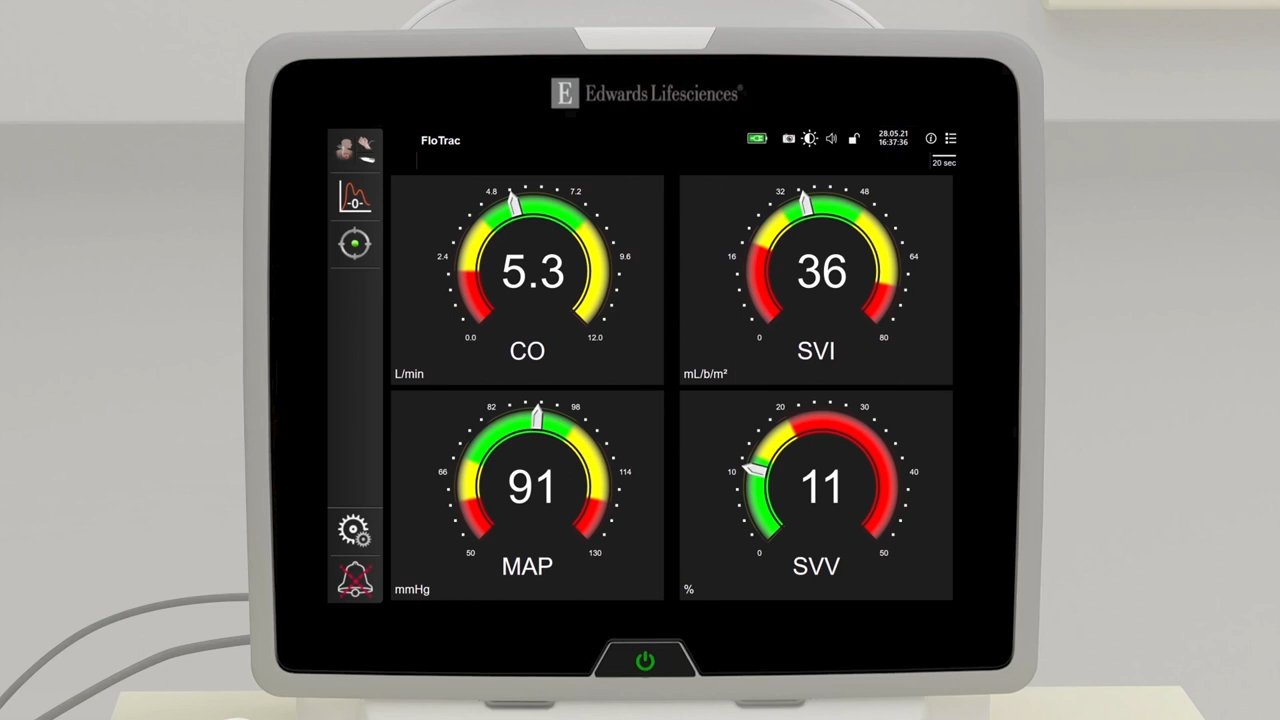 E Edwards Lifesciences®
FloTrac
28.05.21
16:37:36
20 sec
-0-
4.8 7.2
2.4 9.6
5.3
0.0 12.0
CO
L/min
32 48
16 64
36
0 80
SVI
mL/b/m²
82 98
66 114
91
50 130
MAP
mmHg
20 30
10 40
11
0 50
SVV
%